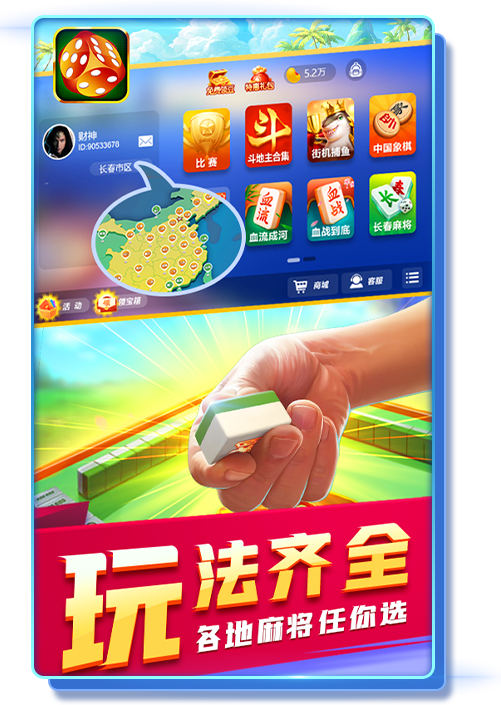 免费领豆
特惠礼包
5.2万
财神
ID:90533678
长春市区
比赛
斗
斗地主合集
街机捕鱼
中国象棋
血流
血流成河
血战
血战到底
长
长春麻将
活动
领宝箱
商城
客服
玩法齐全
各地麻将任你选